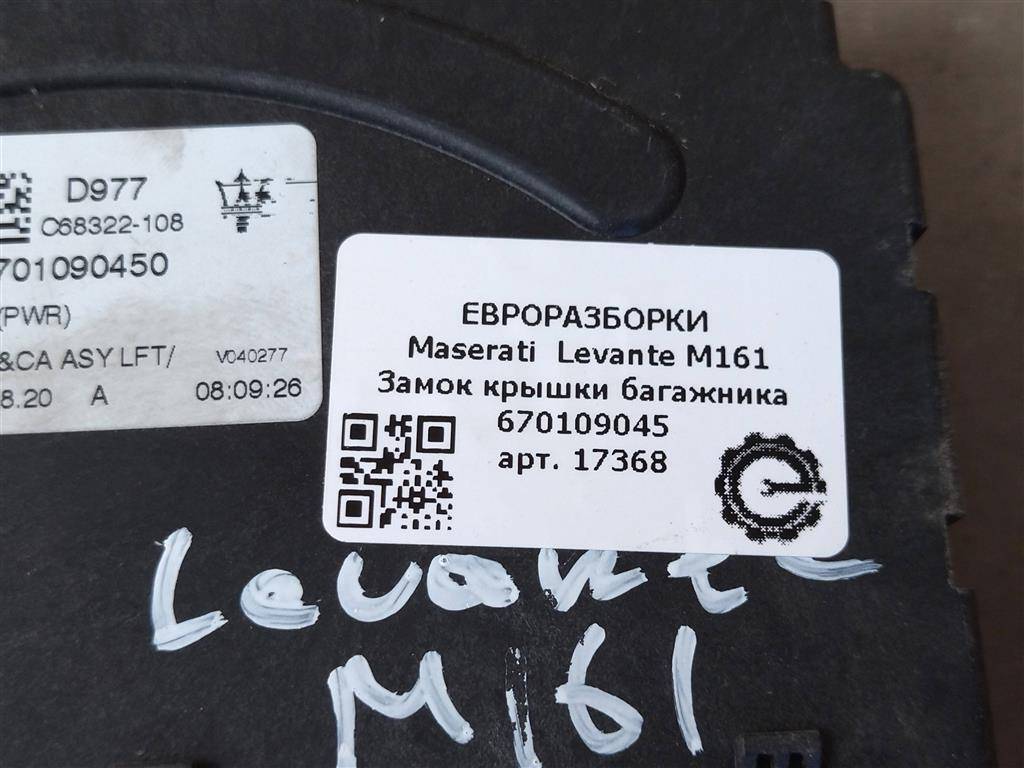 D977
C68322-108
701090450
(PWR)
&CA ASY LFT/ V040277
8.20 A 08:09:26
ЕВРОРАЗБОРКИ
Maserati Levante M161
Замок крышки багажника
670109045
арт. 17368
Levante
M161